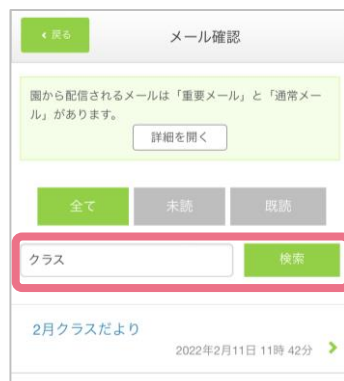 戻る メール確認
園から配信されるメールは「重要メール」と「通常メー
ル」があります。
詳細を開く
全て 未読 既読
クラス 検索
2月クラスだより
2022年2月11日 11時 42分